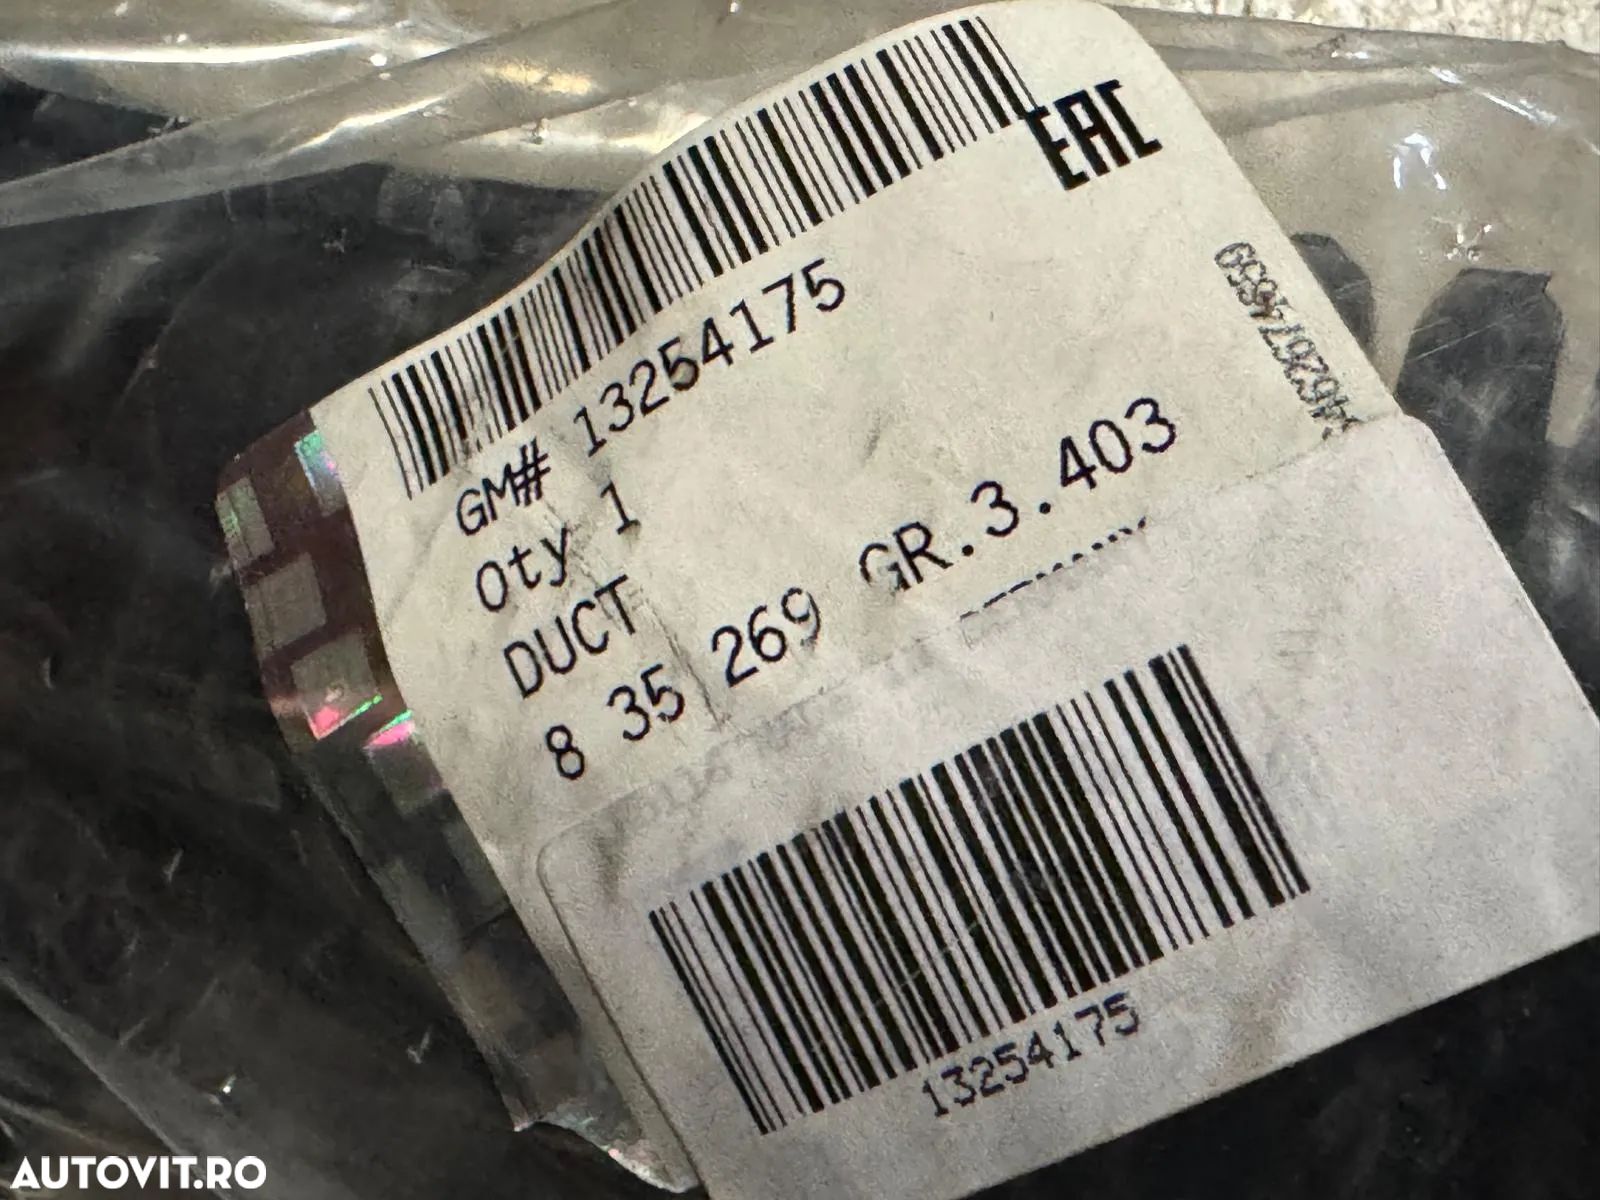 EAC
GM# 13254175
Qty 1
DUCT
8 35 269 GR.3.403
13254175
AUTOVIT.RO